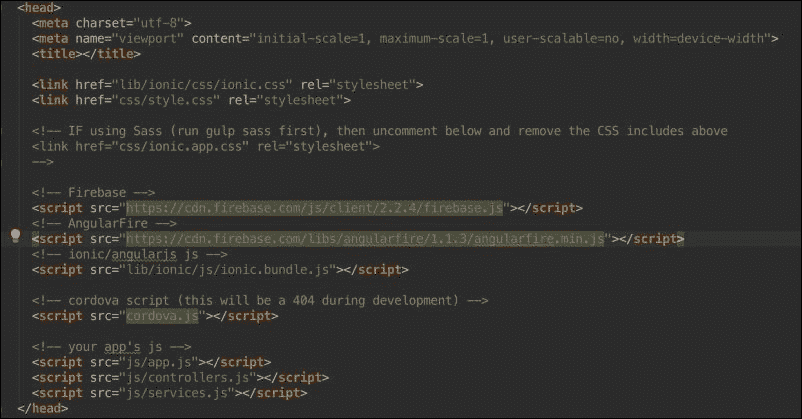 <head>
<meta charset="utf-8">
<meta name="viewport" content="initial-scale=1, maximum-scale=1, user-scalable=no, width=device-width">
<title></title>
<link href="lib/ionic/css/ionic.css" rel="stylesheet">
<link href="css/style.css" rel="stylesheet">
<!-- IF using Sass (run gulp sass first), then uncomment below and remove the CSS includes above
<link href="css/ionic.app.css" rel="stylesheet">
-->
<!-- Firebase -->
<script src="https://cdn.firebase.com/js/client/2.2.4/firebase.js"></script>
<!-- AngularFire -->
<script src="https://cdn.firebase.com/libs/angularfire/1.1.3/angularfire.min.js"></script>
<!-- ionic/angularjs js -->
<script src="lib/ionic/js/ionic.bundle.js"></script>
<!-- cordova script (this will be a 404 during development) -->
<script src="cordova.js"></script>
<!-- your app's js -->
<script src="js/app.js"></script>
<script src="js/controllers.js"></script>
<script src="js/services.js"></script>
</head>